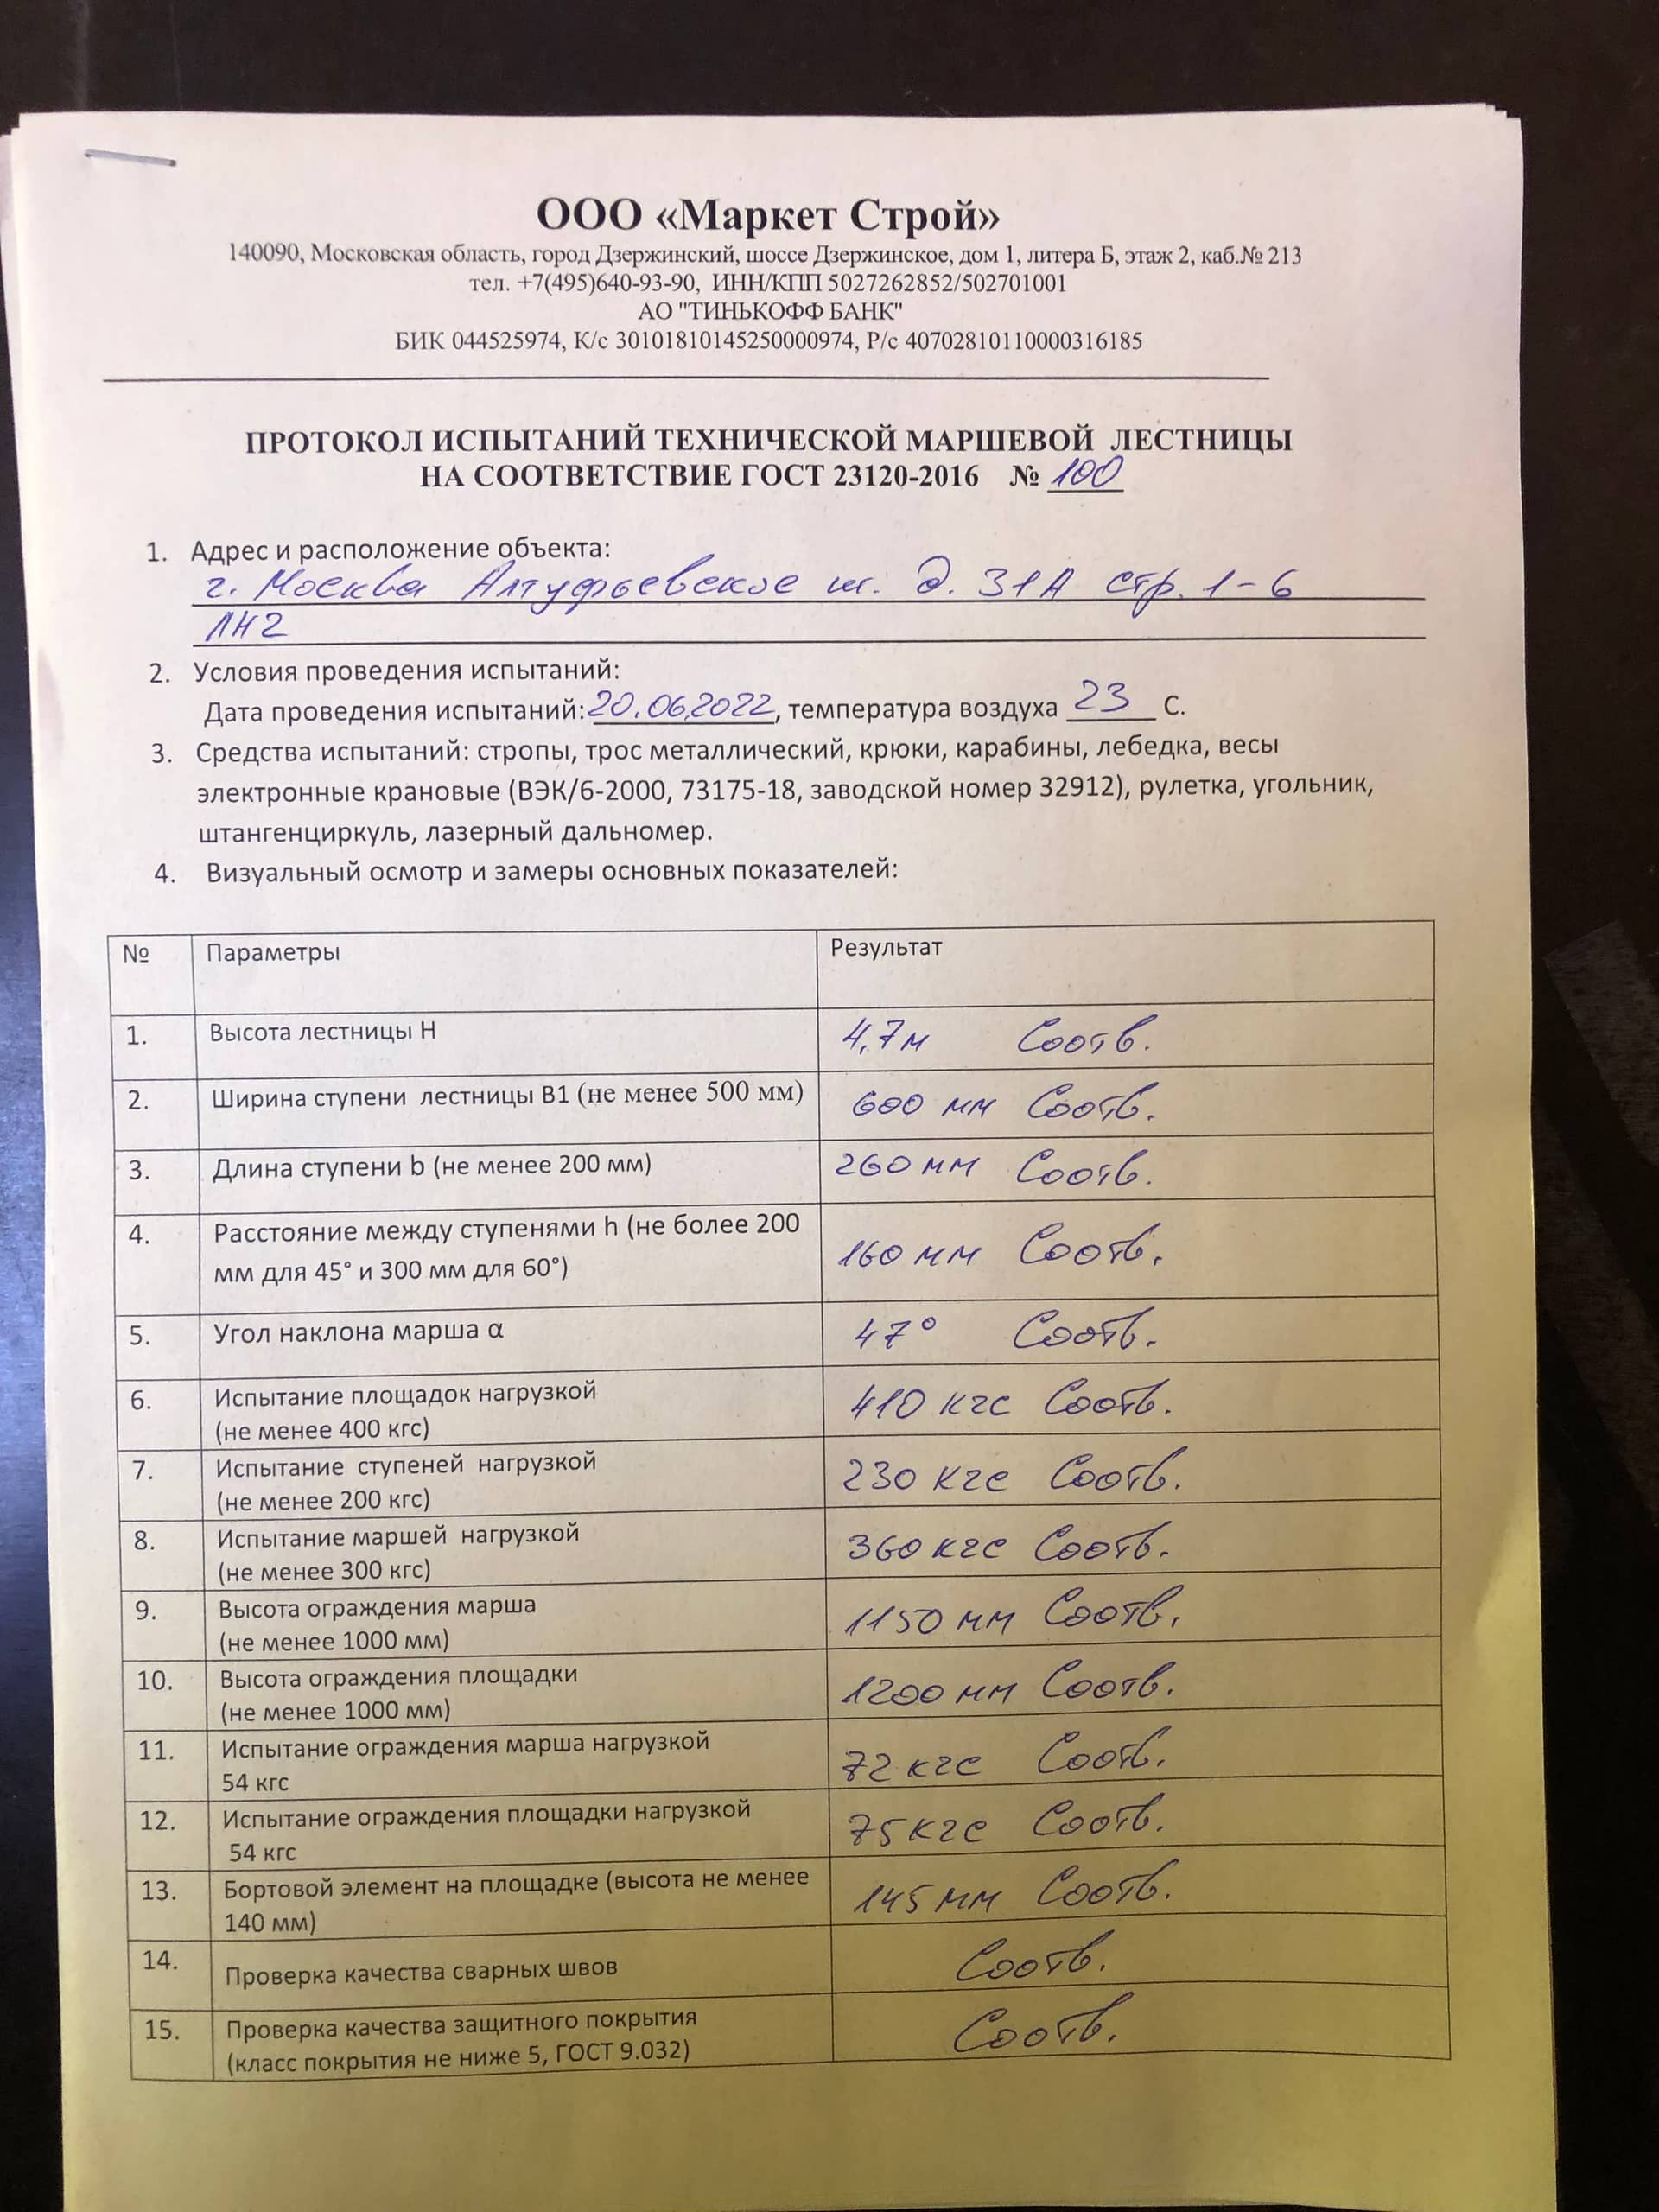 ООО «Маркет Строй»
140090, Московская область, город Дзержинский, шоссе Дзержинское, дом 1, литера Б, этаж 2, каб.№ 213
тел. +7(495)640-93-90, ИНН/КПП 5027262852/502701001
АО "ТИНЬКОФФ БАНК"
БИК 044525974, К/с 30101810145250000974, Р/с 40702810110000316185
ПРОТОКОЛ ИСПЫТАНИЙ ТЕХНИЧЕСКОЙ МАРШЕВОЙ ЛЕСТНИЦЫ
НА СООТВЕТСТВИЕ ГОСТ 23120-2016 № 100
1. Адрес и расположение объекта:
г. Москва Алтуфьевское ш. д. 31А стр. 1-6
ЛН2
2. Условия проведения испытаний:
Дата проведения испытаний: 20.06.2022, температура воздуха 23 С.
3. Средства испытаний: стропы, трос металлический, крюки, карабины, лебедка, весы
электронные крановые (ВЭК/6-2000, 73175-18, заводской номер 32912), рулетка, угольник,
штангенциркуль, лазерный дальномер.
4. Визуальный осмотр и замеры основных показателей:
№ Параметры Результат
1. Высота лестницы Н 4,7м Соотв.
2. Ширина ступени лестницы В1 (не менее 500 мм) 600 мм Соотв.
3. Длина ступени b (не менее 200 мм) 260 мм Соотв.
4. Расстояние между ступенями h (не более 200
мм для 45° и 300 мм для 60°) 160 мм Соотв.
5. Угол наклона марша α 47° Соотв.
6. Испытание площадок нагрузкой
(не менее 400 кгс) 410 кгс Соотв.
7. Испытание ступеней нагрузкой
(не менее 200 кгс) 230 кгс Соотв.
8. Испытание маршей нагрузкой
(не менее 300 кгс) 360 кгс Соотв.
9. Высота ограждения марша
(не менее 1000 мм) 1150 мм Соотв.
10. Высота ограждения площадки
(не менее 1000 мм) 1200 мм Соотв.
11. Испытание ограждения марша нагрузкой
54 кгс 72 кгс Соотв.
12. Испытание ограждения площадки нагрузкой
54 кгс 75 кгс Соотв.
13. Бортовой элемент на площадке (высота не менее
140 мм) 145 мм Соотв.
14. Проверка качества сварных швов Соотв.
15. Проверка качества защитного покрытия
(класс покрытия не ниже 5, ГОСТ 9.032) Соотв.